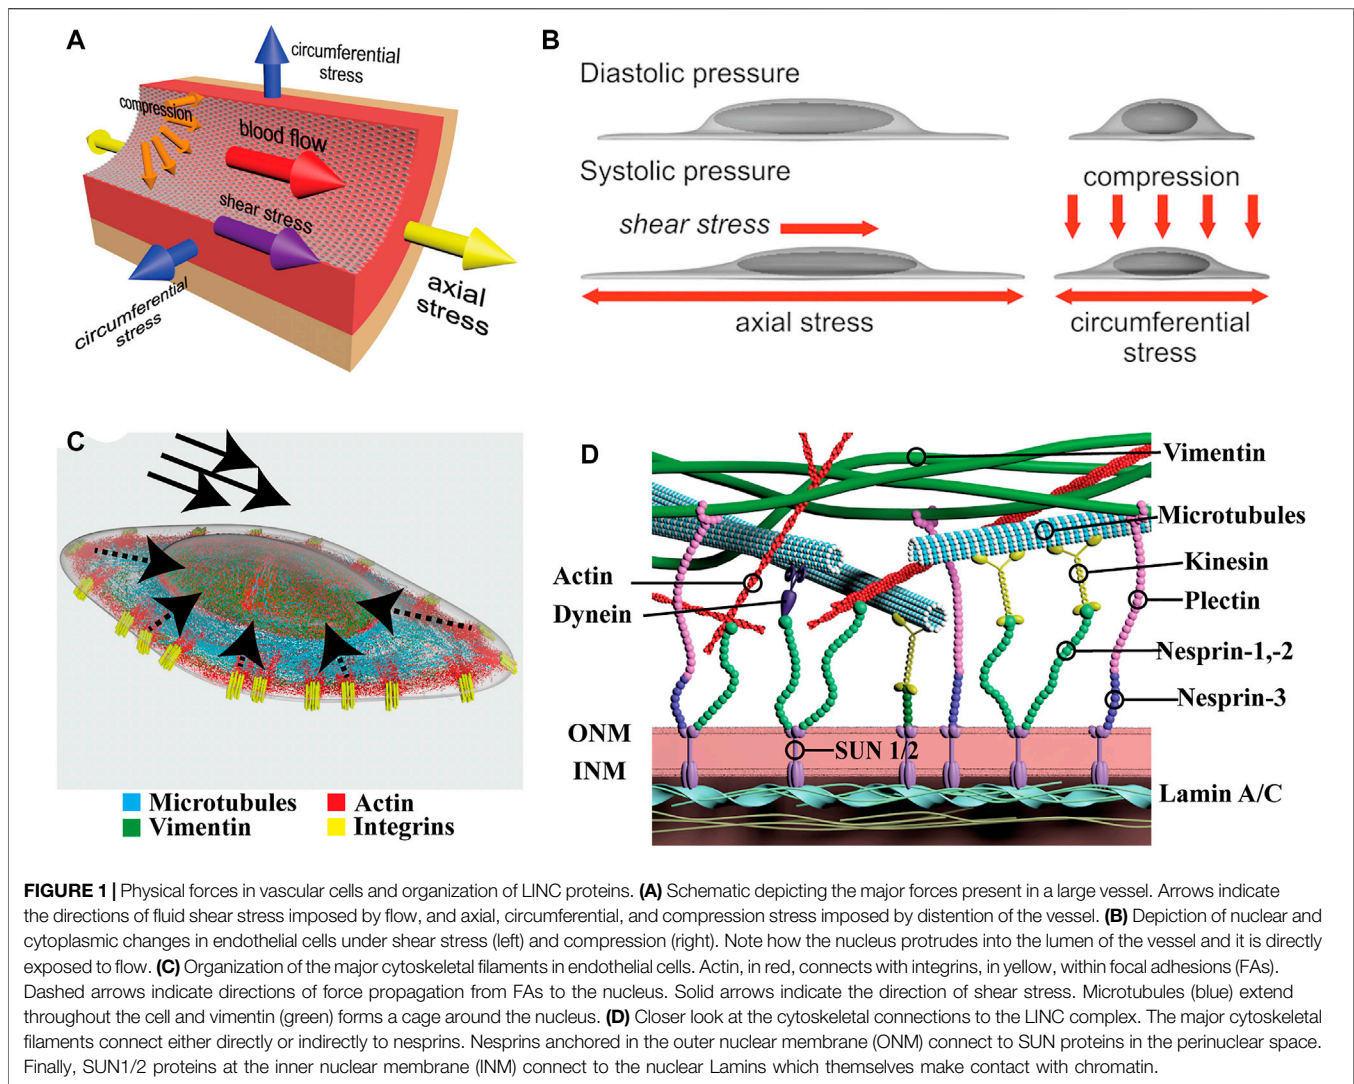 A
circumferential
stress
compression
blood flow
shear stress
circumferential
stress
axial
stress
B
Diastolic pressure
Systolic pressure
shear stress
axial stress
compression
circumferential
stress
C
Microtubules
Vimentin
Actin
Integrins
D
Vimentin
Microtubules
Actin
Kinesin
Dynein
Plectin
Nesprin-1,-2
Nesprin-3
ONM
SUN 1/2
INM
Lamin A/C
FIGURE 1 | Physical forces in vascular cells and organization of LINC proteins. (A) Schematic depicting the major forces present in a large vessel. Arrows indicate
the directions of fluid shear stress imposed by flow, and axial, circumferential, and compression stress imposed by distention of the vessel. (B) Depiction of nuclear and
cytoplasmic changes in endothelial cells under shear stress (left) and compression (right). Note how the nucleus protrudes into the lumen of the vessel and it is directly
exposed to flow. (C) Organization of the major cytoskeletal filaments in endothelial cells. Actin, in red, connects with integrins, in yellow, within focal adhesions (FAs).
Dashed arrows indicate directions of force propagation from FAs to the nucleus. Solid arrows indicate the direction of shear stress. Microtubules (blue) extend
throughout the cell and vimentin (green) forms a cage around the nucleus. (D) Closer look at the cytoskeletal connections to the LINC complex. The major cytoskeletal
filaments connect either directly or indirectly to nesprins. Nesprins anchored in the outer nuclear membrane (ONM) connect to SUN proteins in the perinuclear space.
Finally, SUN1/2 proteins at the inner nuclear membrane (INM) connect to the nuclear Lamins which themselves make contact with chromatin.